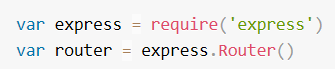 var express = require('express')
var router = express.Router()